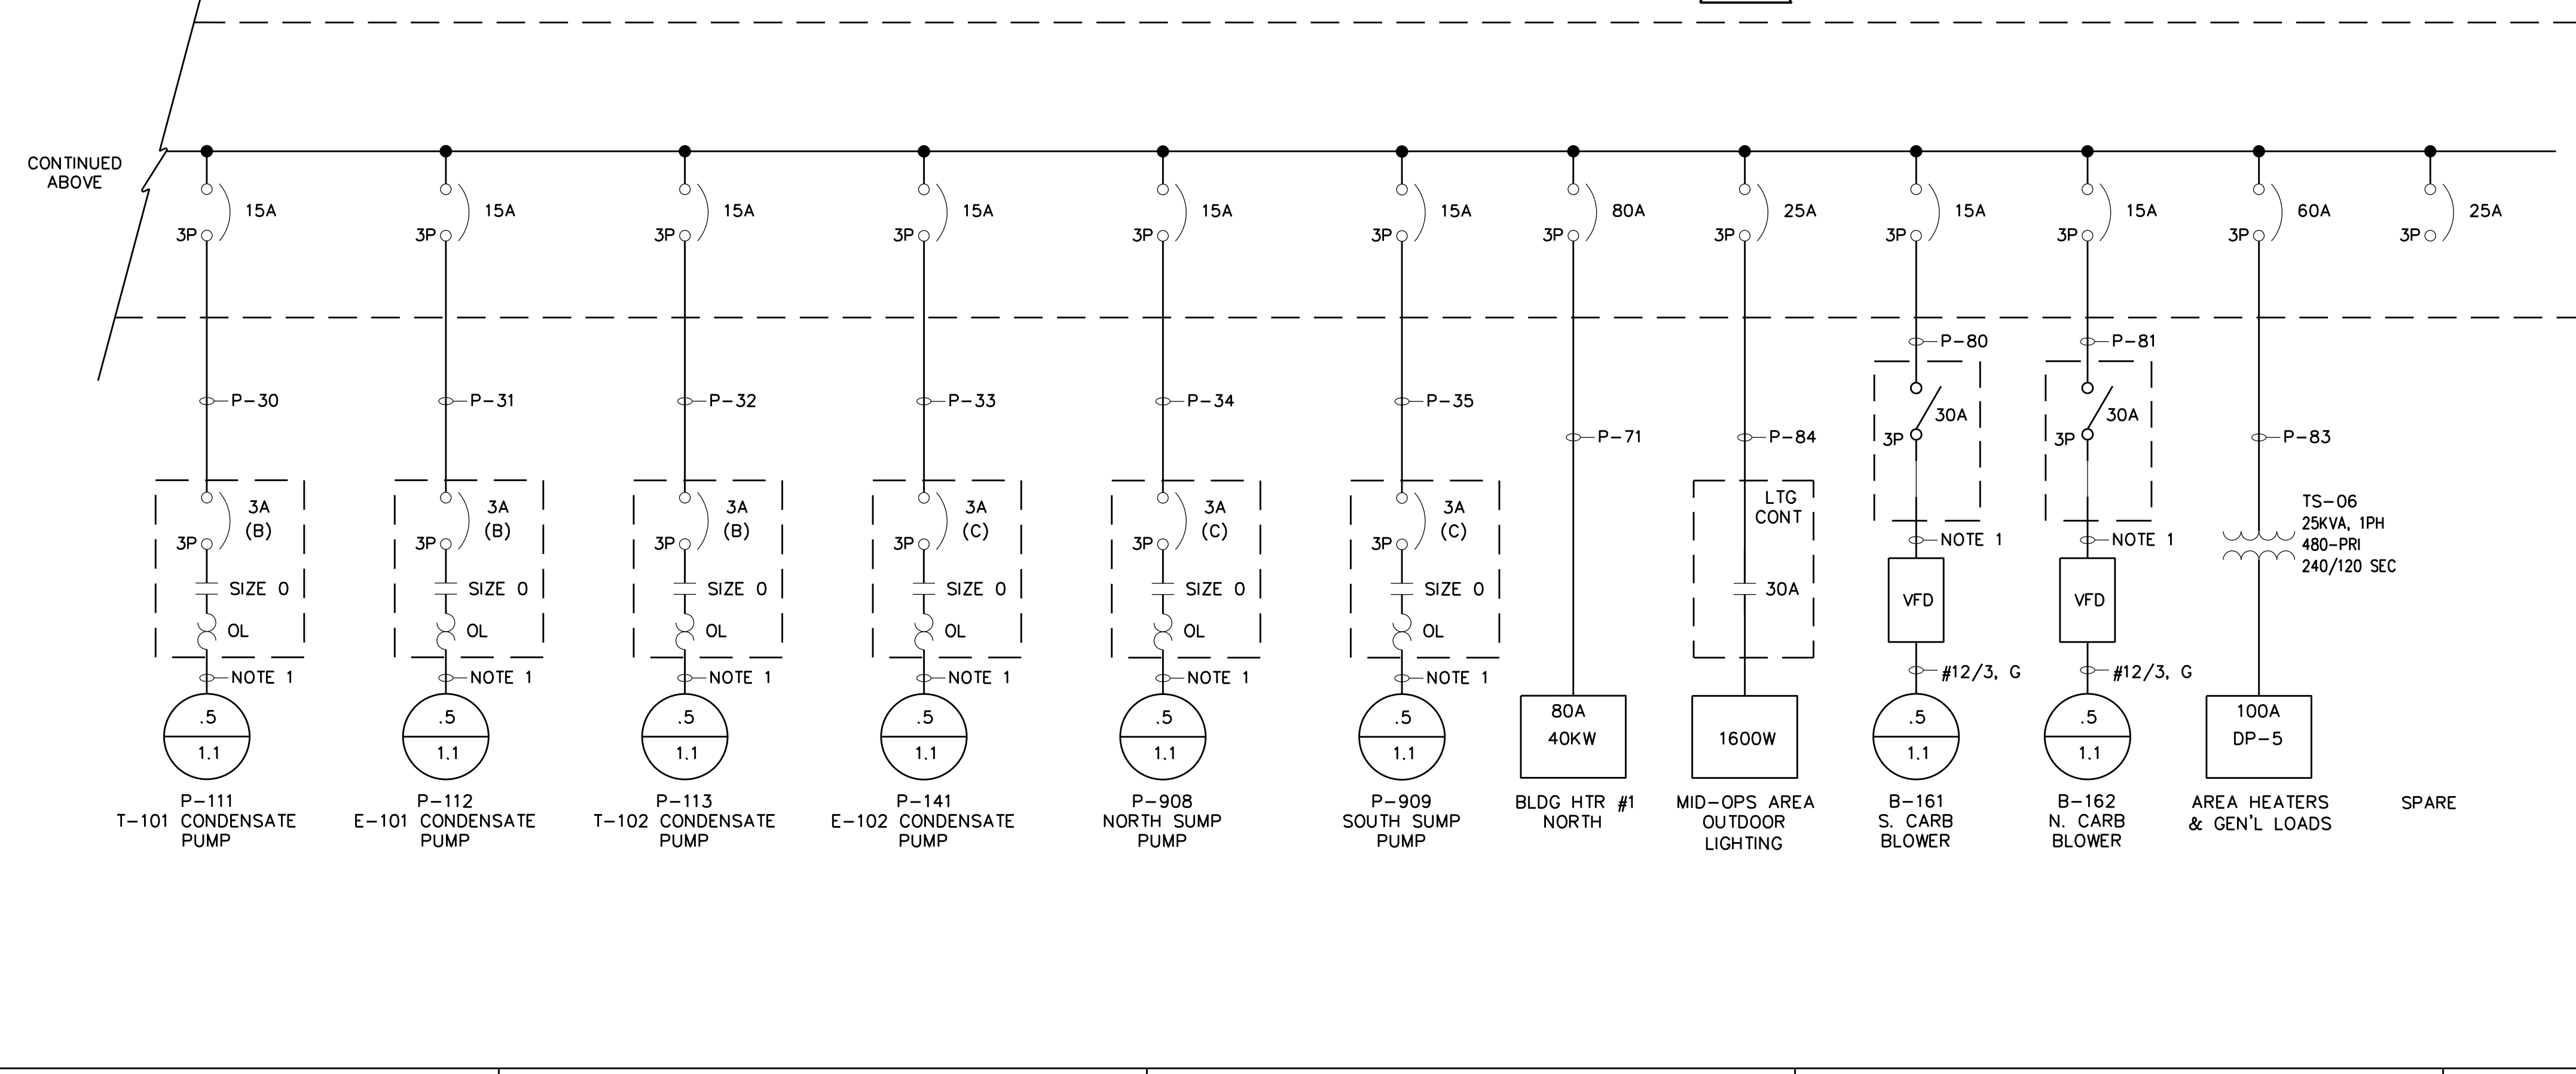 CONTINUED
ABOVE
15A 15A 15A 15A 15A 15A 80A 25A 15A 15A 60A 25A
3P 3P 3P 3P 3P 3P 3P 3P 3P 3P 3P 3P
P-80 P-81
P-30 P-31 P-32 P-33 P-34 P-35
30A 30A
P-71 P-84 3P 3P P-83
3A 3A 3A 3A 3A 3A LTG TS-06
(B) (B) (B) (C) (C) (C) CONT 25KVA, 1PH
3P 3P 3P 3P 3P 3P NOTE 1 NOTE 1 480-PRI
240/120 SEC
SIZE 0 SIZE 0 SIZE 0 SIZE 0 SIZE 0 SIZE 0 30A VFD VFD
OL OL OL OL OL OL
NOTE 1 NOTE 1 NOTE 1 NOTE 1 NOTE 1 NOTE 1 #12/3, G #12/3, G
.5 .5 .5 .5 .5 .5 80A .5 .5 100A
1.1 1.1 1.1 1.1 1.1 1.1 40KW 1600W 1.1 1.1 DP-5
P-111
T-101 CONDENSATE
PUMP
P-112
E-101 CONDENSATE
PUMP
P-113
T-102 CONDENSATE
PUMP
P-141
E-102 CONDENSATE
PUMP
P-908
NORTH SUMP
PUMP
P-909
SOUTH SUMP
PUMP
BLDG HTR #1
NORTH
MID-OPS AREA
OUTDOOR
LIGHTING
B-161
S. CARB
BLOWER
B-162
N. CARB
BLOWER
AREA HEATERS
& GEN'L LOADS
SPARE